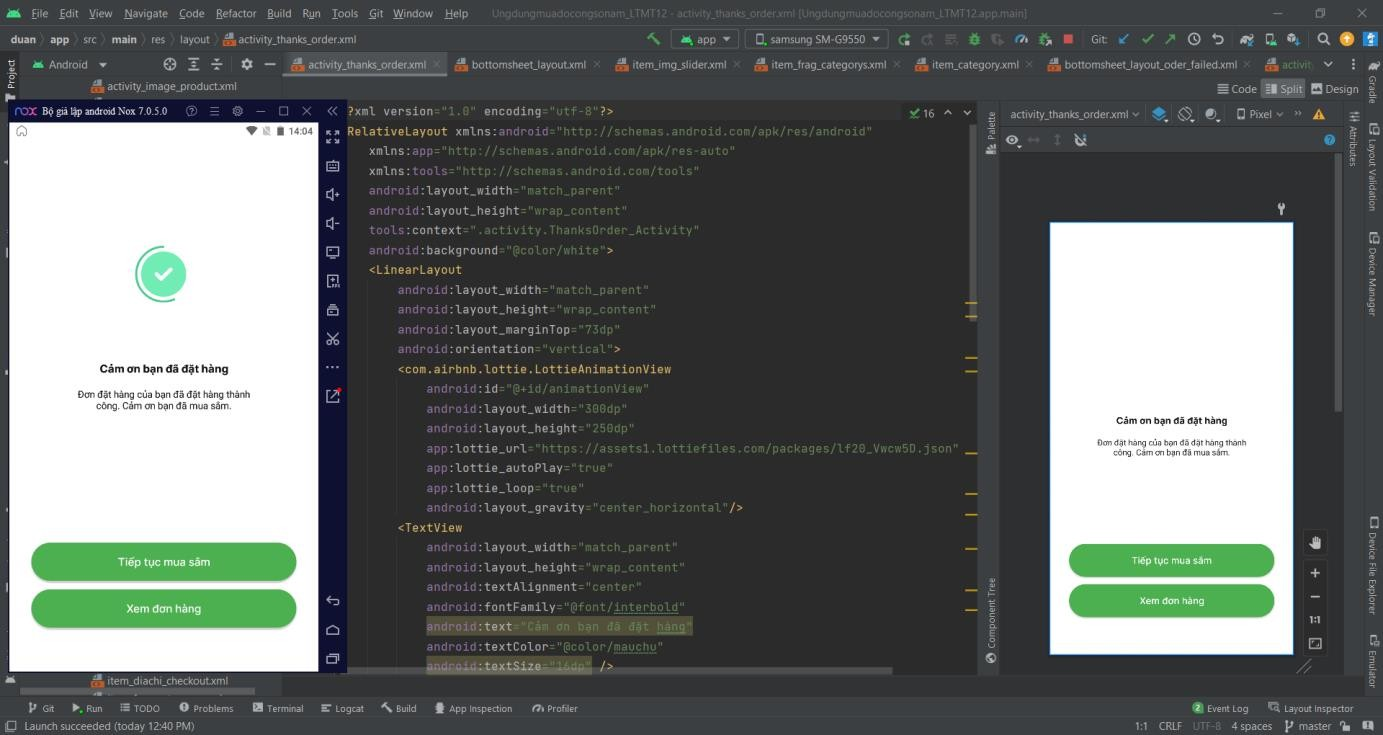 File Edit View Navigate Code Refactor Build Run Tools Git Window Help Ungdungmuadocongsonam_LTMT12 - activity_thanks_order.xml [Ungdungmuadocongsonam_LTMT12.app.main]
duan app src main res layout activity_thanks_order.xml app samsung SM-G9550 Git:
Project Android activity_thanks_order.xml bottomsheet_layout.xml item_img_slider.xml item_frag_categorys.xml item_category.xml bottomsheet_layout_oder_failed.xml activity
activity_image_product.xml Code Split Design
nox Bộ giả lập android Nox 7.0.5.0
14:04
Cảm ơn bạn đã đặt hàng
Đơn đặt hàng của bạn đã đặt hàng thành
công. Cảm ơn bạn đã mua sắm.
Tiếp tục mua sắm
Xem đơn hàng
item_diachi_checkout.xml
?xml version="1.0" encoding="utf-8"?> 16
RelativeLayout xmlns:android="http://schemas.android.com/apk/res/android"
xmlns:app="http://schemas.android.com/apk/res-auto"
xmlns:tools="http://schemas.android.com/tools"
android:layout_width="match_parent"
android:layout_height="wrap_content"
tools:context=".activity.ThanksOrder_Activity"
android:background="@color/white">
<LinearLayout
android:layout_width="match_parent"
android:layout_height="wrap_content"
android:layout_marginTop="73dp"
android:orientation="vertical">
<com.airbnb.lottie.LottieAnimationView
android:id="@+id/animationView"
android:layout_width="300dp"
android:layout_height="250dp"
app:lottie_url="https://assets1.lottiefiles.com/packages/lf20_Vwcw5D.json"
app:lottie_autoPlay="true"
app:lottie_loop="true"
android:layout_gravity="center_horizontal"/>
<TextView
android:layout_width="match_parent"
android:layout_height="wrap_content"
android:textAlignment="center"
android:fontFamily="@font/interbold"
android:text="Cảm ơn bạn đã đặt hàng"
android:textColor="@color/mauchu"
android:textSize="16dp" />
Palette
Component Tree
activity_thanks_order.xml Pixel
Cảm ơn bạn đã đặt hàng
Đơn đặt hàng của bạn đã đặt hàng thành
công. Cảm ơn bạn đã mua sắm.
Tiếp tục mua sắm
Xem đơn hàng
1:1
Attributes
Gradle
Layout Validation
Device Manager
Device File Explorer
Emulator
Git Run TODO Problems Terminal Logcat Build App Inspection Profiler 2 Event Log Layout Inspector
Launch succeeded (today 12:40 PM) 1:1 CRLF UTF-8 4 spaces master